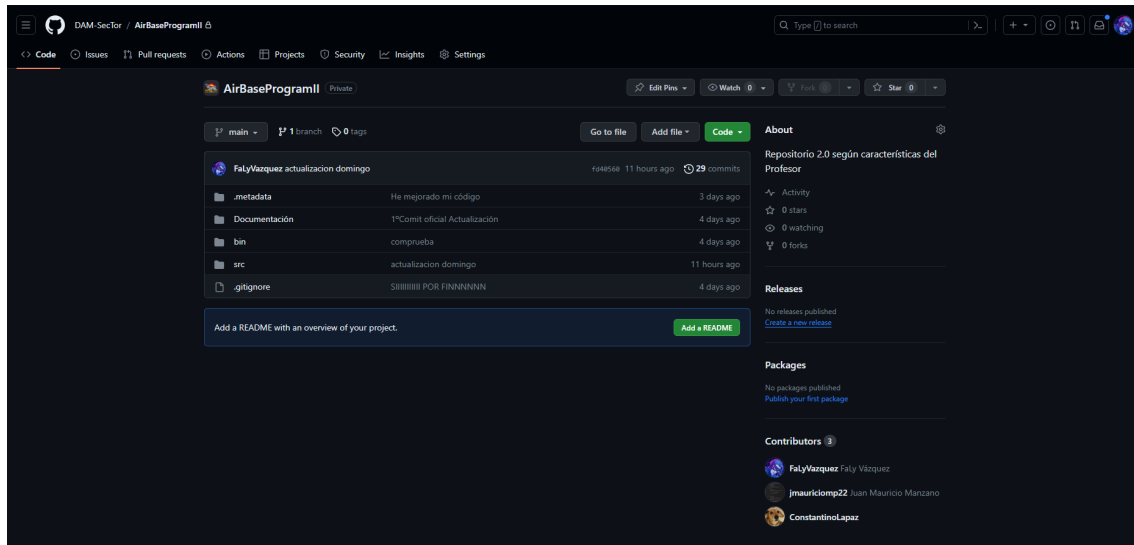 DAM-SecTor / AirBaseProgramII
Type / to search
Code Issues Pull requests Actions Projects Security Insights Settings
AirBaseProgramII Private
Edit Pins Watch 0 Fork 0 Star 0
main 1 branch 0 tags
Go to file Add file Code
FaLyVazquez actualizacion domingo fd40560 11 hours ago 29 commits
.metadata He mejorado mi código 3 days ago
Documentación 1ºComit oficial Actualización 4 days ago
bin comprueba 4 days ago
src actualizacion domingo 11 hours ago
.gitignore SIIIIIIIII POR FINNNNNN 4 days ago
Add a README with an overview of your project. Add a README
About
Repositorio 2.0 según características del
Profesor
Activity
0 stars
0 watching
0 forks
Releases
No releases published
Create a new release
Packages
No packages published
Publish your first package
Contributors 3
FaLyVazquez FaLy Vázquez
jmauriciomp22 Juan Mauricio Manzano
ConstantinoLapaz